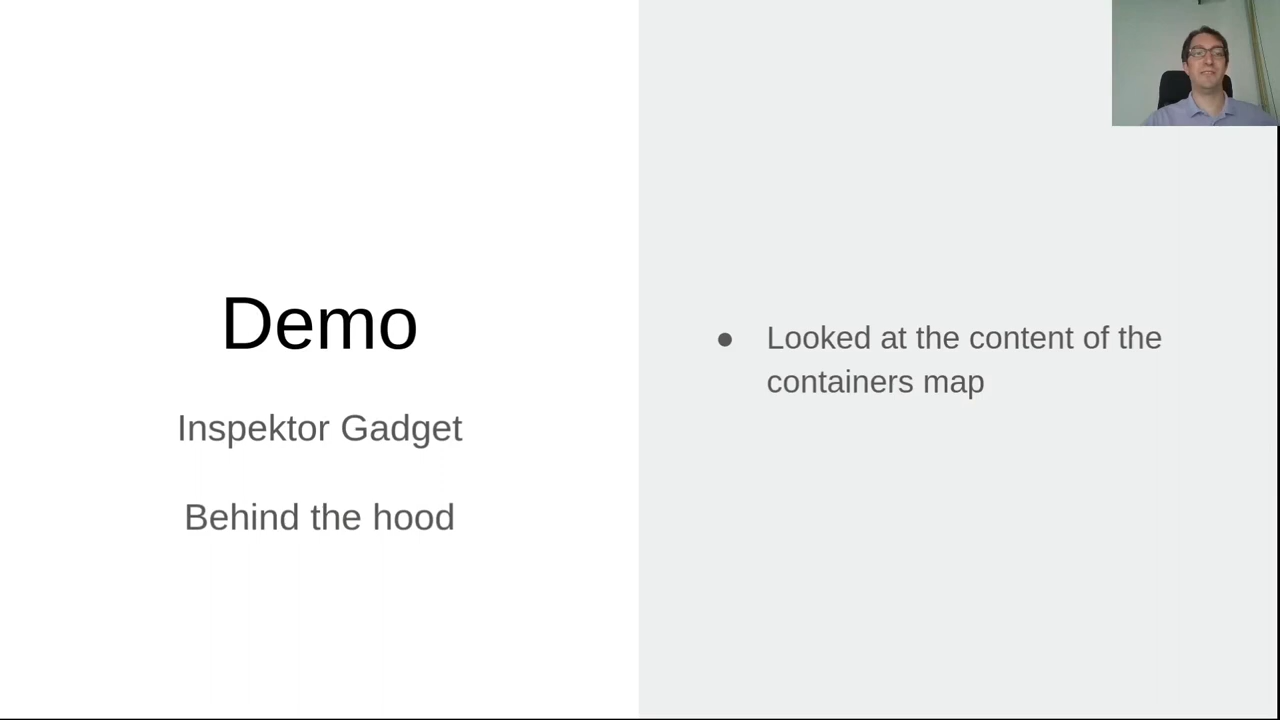 Demo
Inspektor Gadget
Behind the hood
● Looked at the content of the
containers map